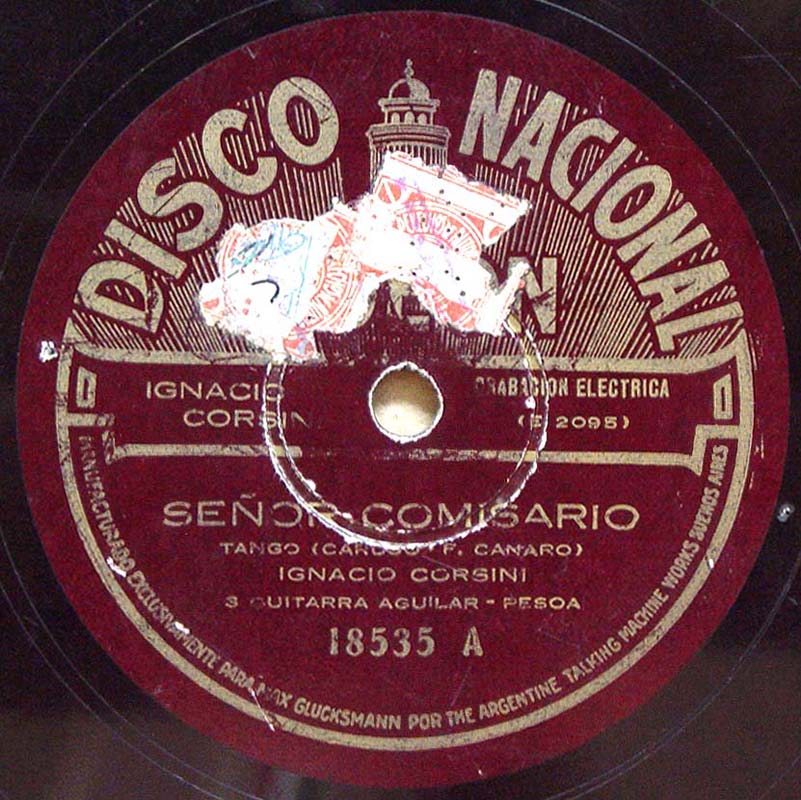 DISCO NACIONAL
IGNACIO
CORSINI
GRABACION ELECTRICA
(E 2095)
SEÑOR COMISARIO
TANGO (CARUSO - F. CANARO)
IGNACIO CORSINI
3 GUITARRA AGUILAR - PESOA
18535 A
MANUFACTURADO EXCLUSIVAMENTE PARA MAX GLUCKSMANN POR THE ARGENTINE TALKING MACHINE WORKS BUENOS AIRES